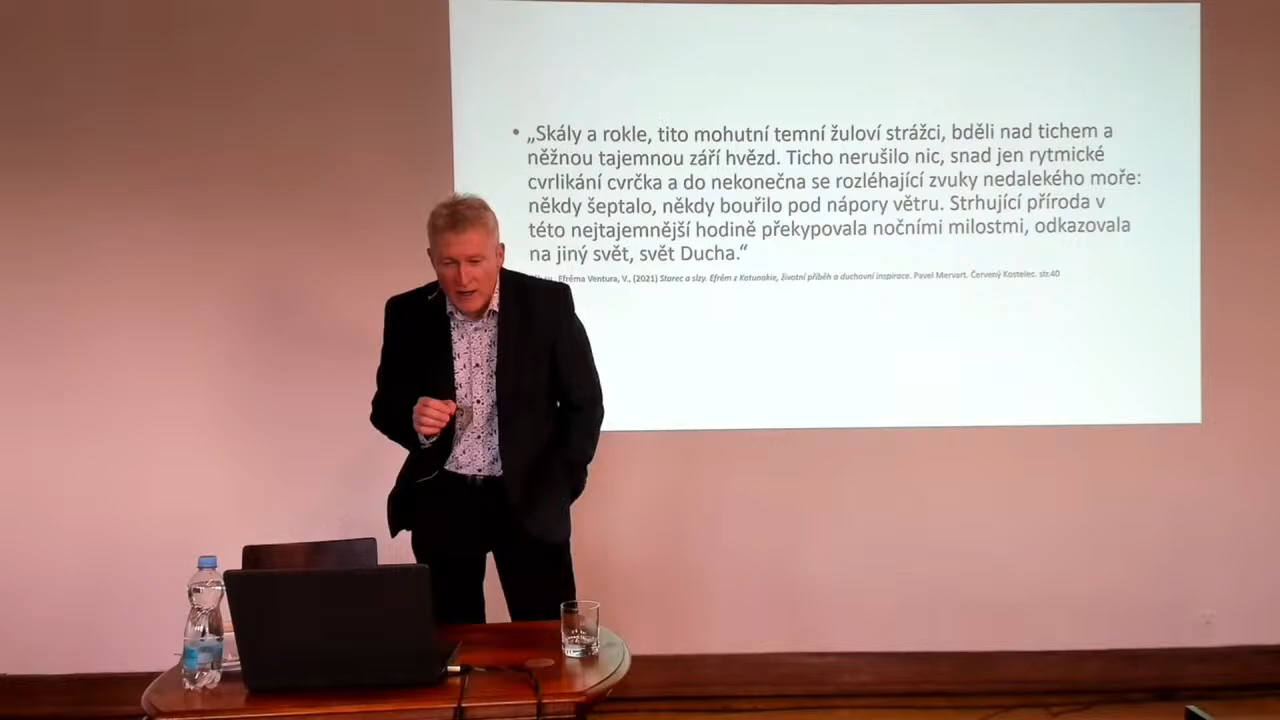 • „Skály a rokle, tito mohutní temní žuloví strážci, bděli nad tichem a
něžnou tajemnou září hvězd. Ticho nerušilo nic, snad jen rytmické
cvrlikání cvrčka a do nekonečna se rozléhající zvuky nedalekého moře:
někdy šeptalo, někdy bouřilo pod nápory větru. Strhující příroda v
této nejtajemnější hodině překypovala nočními milostmi, odkazovala
na jiný svět, svět Ducha.“
Efréma Ventura, V., (2021) Starec a slzy. Efrém z Katunakie, životní příběh a duchovní inspirace. Pavel Mervart. Červený Kostelec. str.40